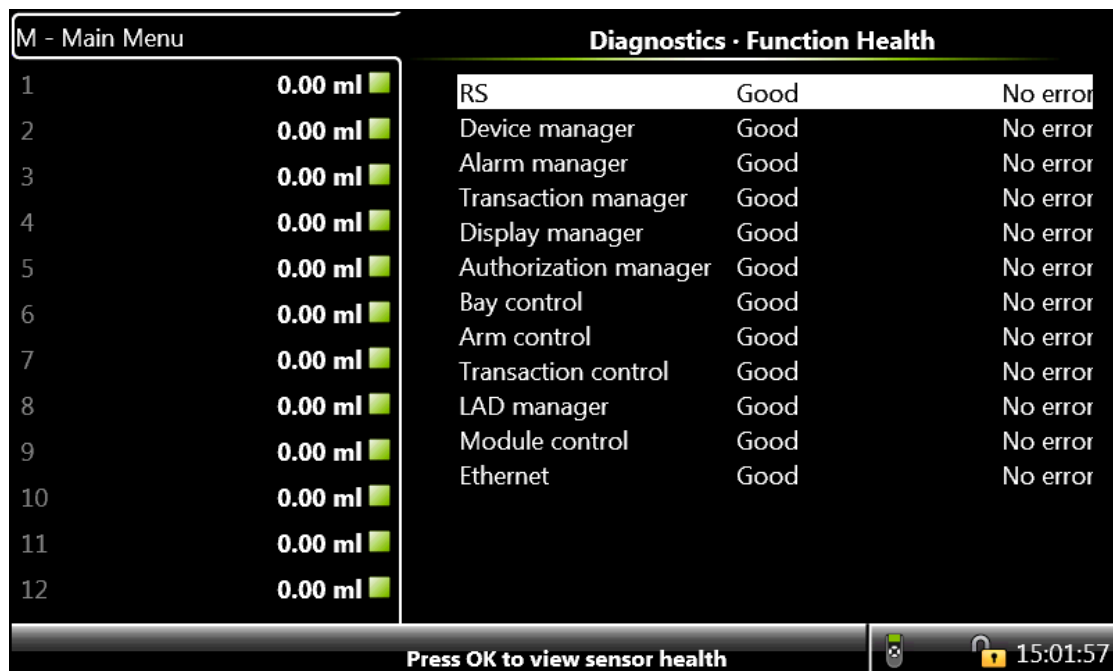 M - Main Menu
1 0.00 ml
2 0.00 ml
3 0.00 ml
4 0.00 ml
5 0.00 ml
6 0.00 ml
7 0.00 ml
8 0.00 ml
9 0.00 ml
10 0.00 ml
11 0.00 ml
12 0.00 ml
Diagnostics · Function Health
RS Good No error
Device manager Good No error
Alarm manager Good No error
Transaction manager Good No error
Display manager Good No error
Authorization manager Good No error
Bay control Good No error
Arm control Good No error
Transaction control Good No error
LAD manager Good No error
Module control Good No error
Ethernet Good No error
Press OK to view sensor health
15:01:57